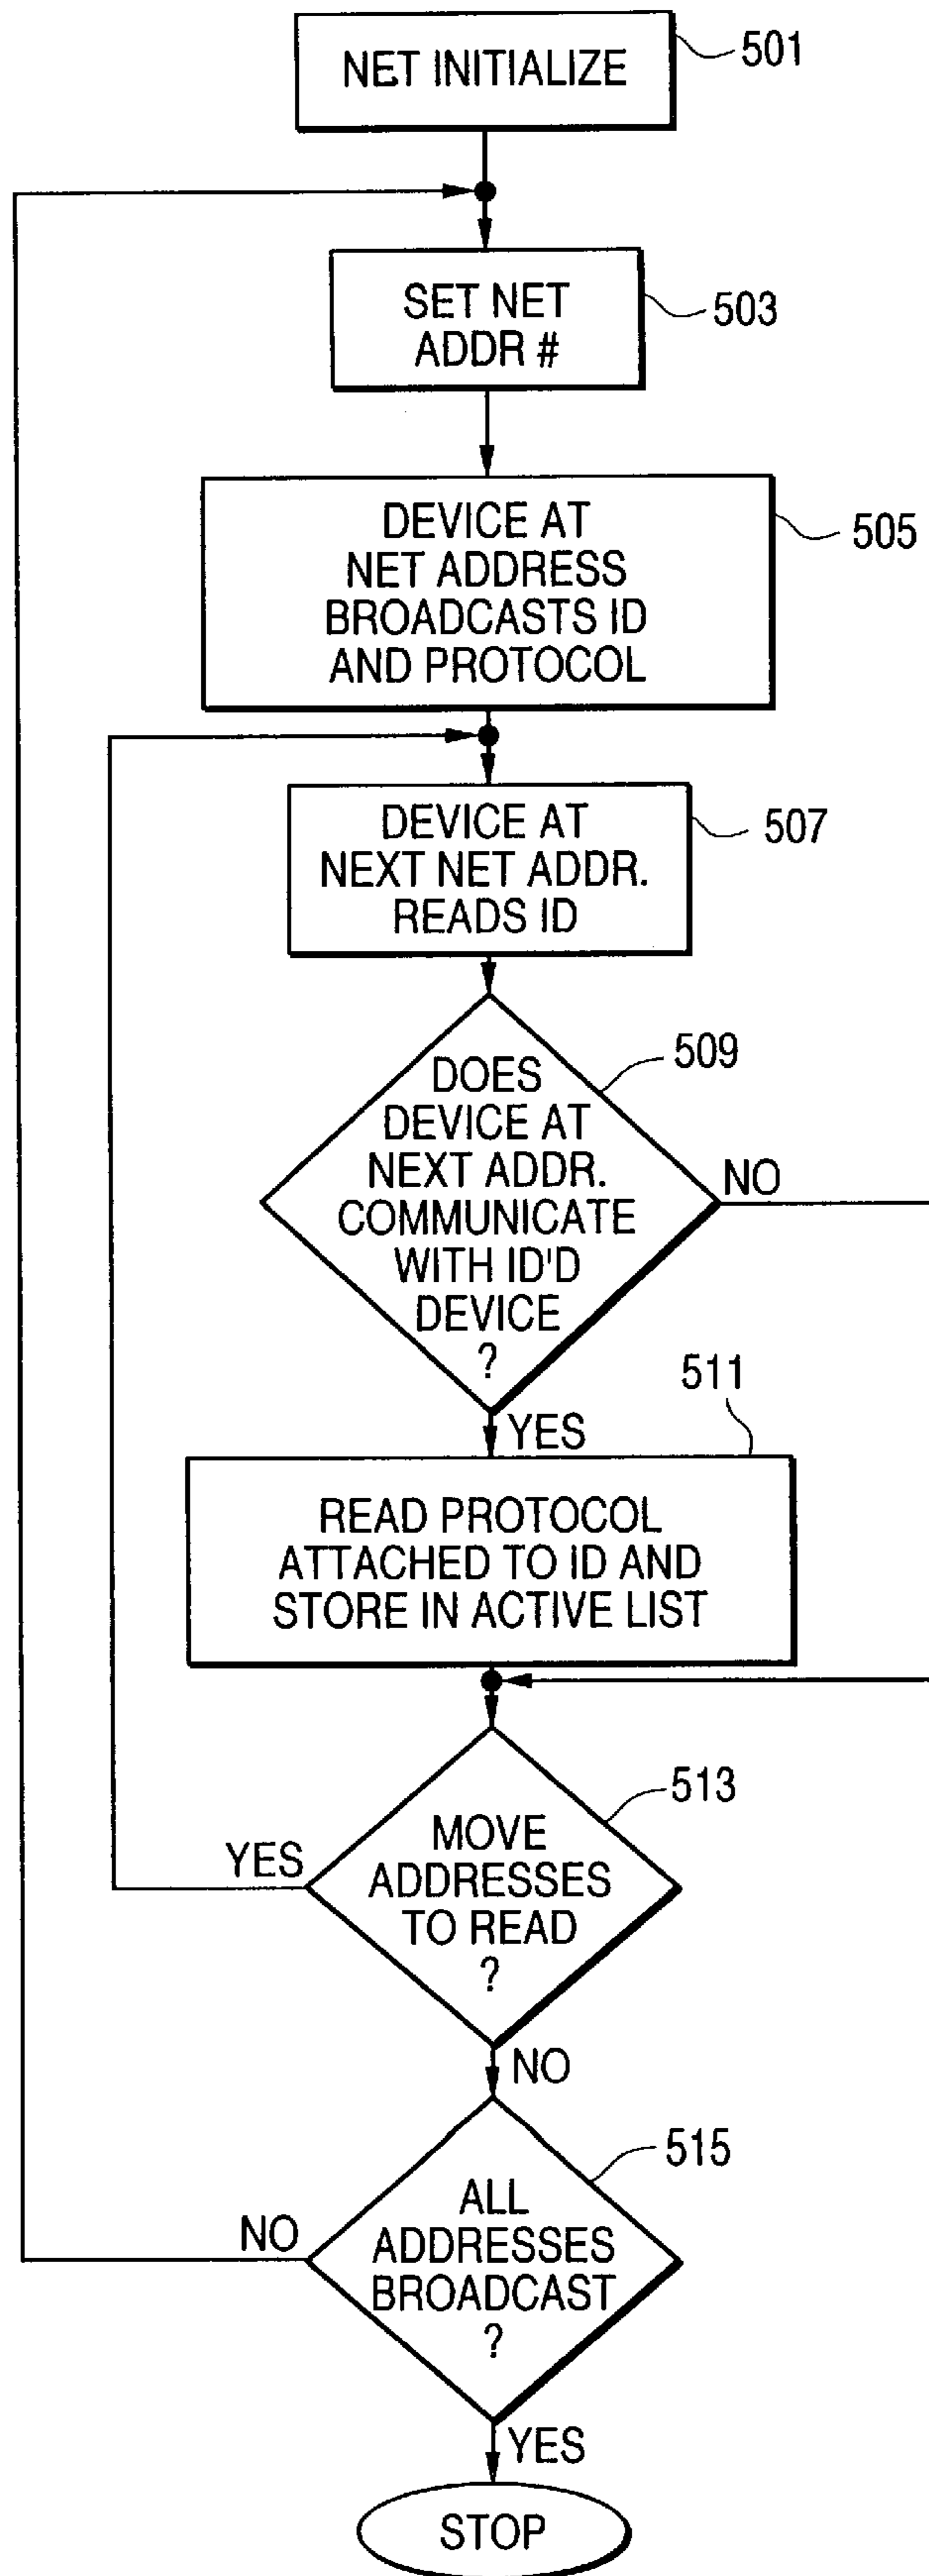 NET INITIALIZE
501
SET NET
ADDR #
503
DEVICE AT
NET ADDRESS
BROADCASTS ID
AND PROTOCOL
505
DEVICE AT
NEXT NET ADDR.
READS ID
507
DOES
DEVICE AT
NEXT ADDR.
COMMUNICATE
WITH ID'D
DEVICE
?
509
NO
YES
511
READ PROTOCOL
ATTACHED TO ID AND
STORE IN ACTIVE LIST
513
YES
MOVE
ADDRESSES
TO READ
?
NO
515
NO
ALL
ADDRESSES
BROADCAST
?
YES
STOP